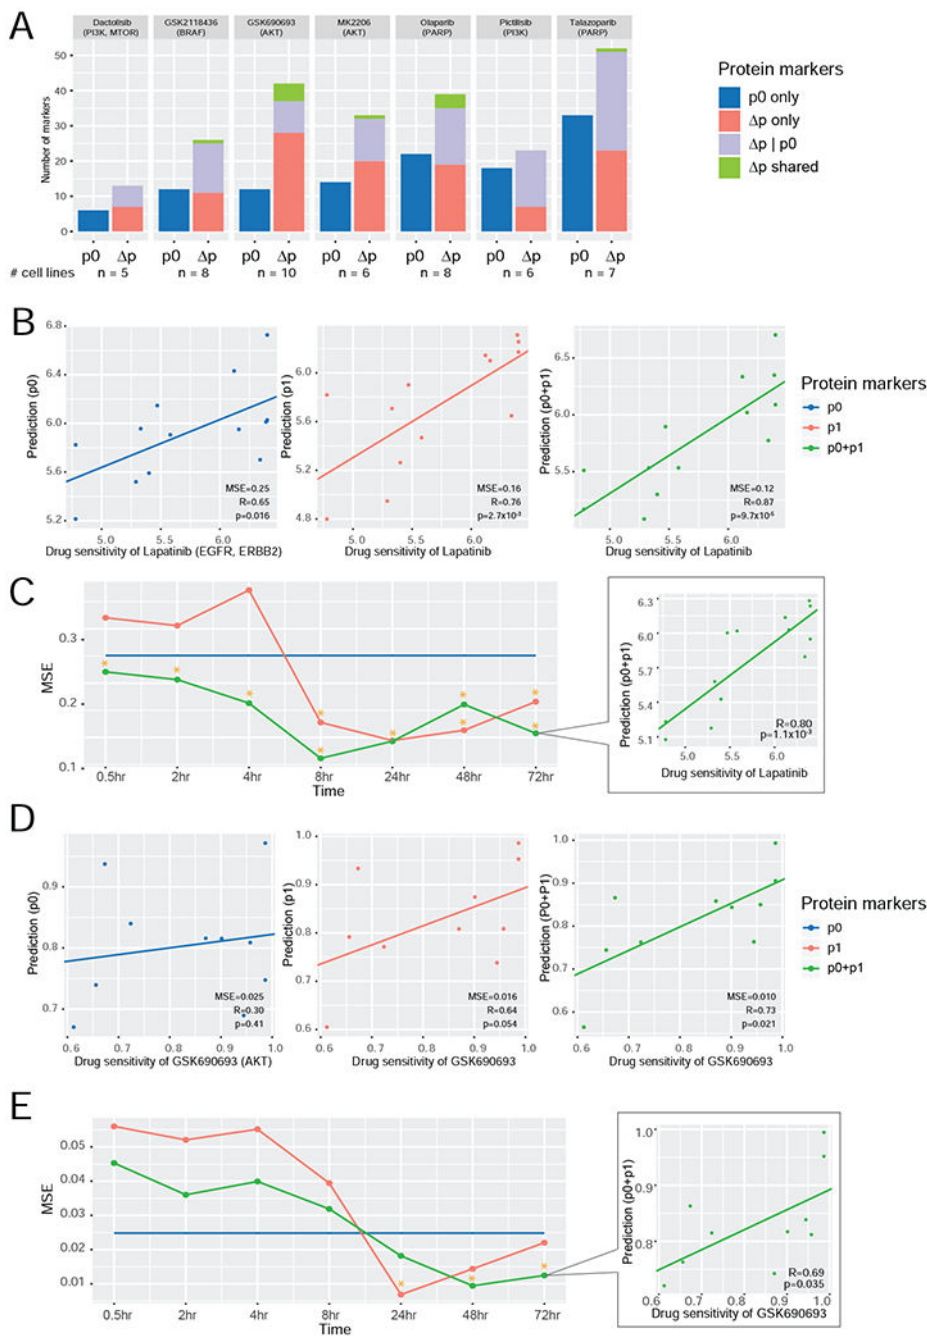 A
Dactolisib
(PI3K, MTOR)
GSK2118436
(BRAF)
GSK690693
(AKT)
MK2206
(AKT)
Olaparib
(PARP)
Pictilisib
(PI3K)
Talazoparib
(PARP)
Number of markers
50
40
30
20
10
0
p0 Δp p0 Δp p0 Δp p0 Δp p0 Δp p0 Δp p0 Δp
# cell lines n = 5 n = 8 n = 10 n = 6 n = 8 n = 6 n = 7
Protein markers
p0 only
Δp only
Δp | p0
Δp shared
B
Prediction (p0)
6.8
6.4
6.0
5.6
5.2
MSE=0.25
R=0.65
p=0.016
5.0 5.5 6.0
Drug sensitivity of Lapatinib (EGFR, ERBB2)
Prediction (p1)
6.0
5.6
5.2
4.8
MSE=0.16
R=0.76
p=2.7x10⁻³
5.0 5.5 6.0
Drug sensitivity of Lapatinib
Prediction (p0+p1)
6.5
6.0
5.5
MSE=0.12
R=0.87
p=9.7x10⁻⁵
5.0 5.5 6.0
Drug sensitivity of Lapatinib
Protein markers
p0
p1
p0+p1
C
MSE
0.3
0.2
0.1
0.5hr 2hr 4hr 8hr 24hr 48hr 72hr
Time
Prediction (p0+p1)
6.3
6.0
5.7
5.4
5.1
R=0.80
p=1.1x10⁻³
5.0 5.5 6.0
Drug sensitivity of Lapatinib
D
Prediction (p0)
0.9
0.8
0.7
MSE=0.025
R=0.30
p=0.41
0.6 0.7 0.8 0.9 1.0
Drug sensitivity of GSK690693 (AKT)
Prediction (p1)
1.0
0.9
0.8
0.7
0.6
MSE=0.016
R=0.64
p=0.054
0.6 0.7 0.8 0.9 1.0
Drug sensitivity of GSK690693
Prediction (P0+P1)
1.0
0.9
0.8
0.7
0.6
MSE=0.010
R=0.73
p=0.021
0.6 0.7 0.8 0.9 1.0
Drug sensitivity of GSK690693
Protein markers
p0
p1
p0+p1
E
MSE
0.05
0.04
0.03
0.02
0.01
0.5hr 2hr 4hr 8hr 24hr 48hr 72hr
Time
Prediction (p0+p1)
1.0
0.9
0.8
R=0.69
p=0.035
0.6 0.7 0.8 0.9 1.0
Drug sensitivity of GSK690693